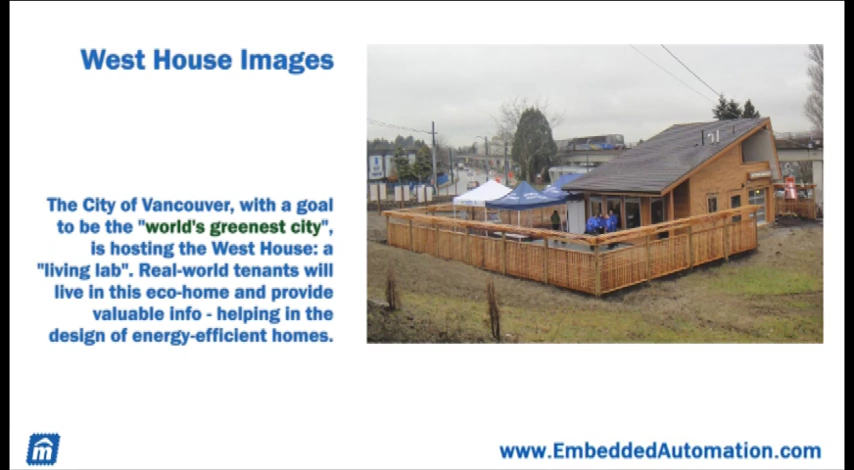 West House Images
The City of Vancouver, with a goal
to be the "world's greenest city",
is hosting the West House: a
"living lab". Real-world tenants will
live in this eco-home and provide
valuable info - helping in the
design of energy-efficient homes.
m
www.EmbeddedAutomation.com